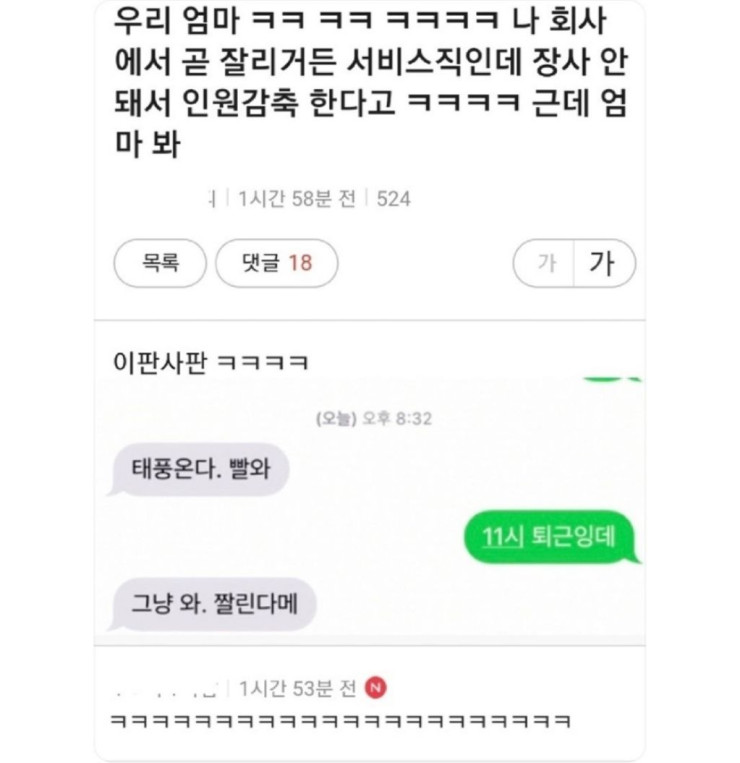 우리 엄마 ㅋㅋ ㅋㅋ ㅋㅋㅋㅋ 나 회사
에서 곧 잘리거든 서비스직인데 장사 안
돼서 인원감축 한다고 ㅋㅋㅋㅋ 근데 엄
마 봐
1시간 58분 전 524
목록 댓글 18 가 가
이판사판 ㅋㅋㅋㅋ
(오늘) 오후 8:32
태풍온다. 빨와
11시 퇴근잉데
그냥 와. 짤린다메
1시간 53분 전 N
ㅋㅋㅋㅋㅋㅋㅋㅋㅋㅋㅋㅋㅋㅋㅋㅋㅋㅋㅋㅋㅋㅋ